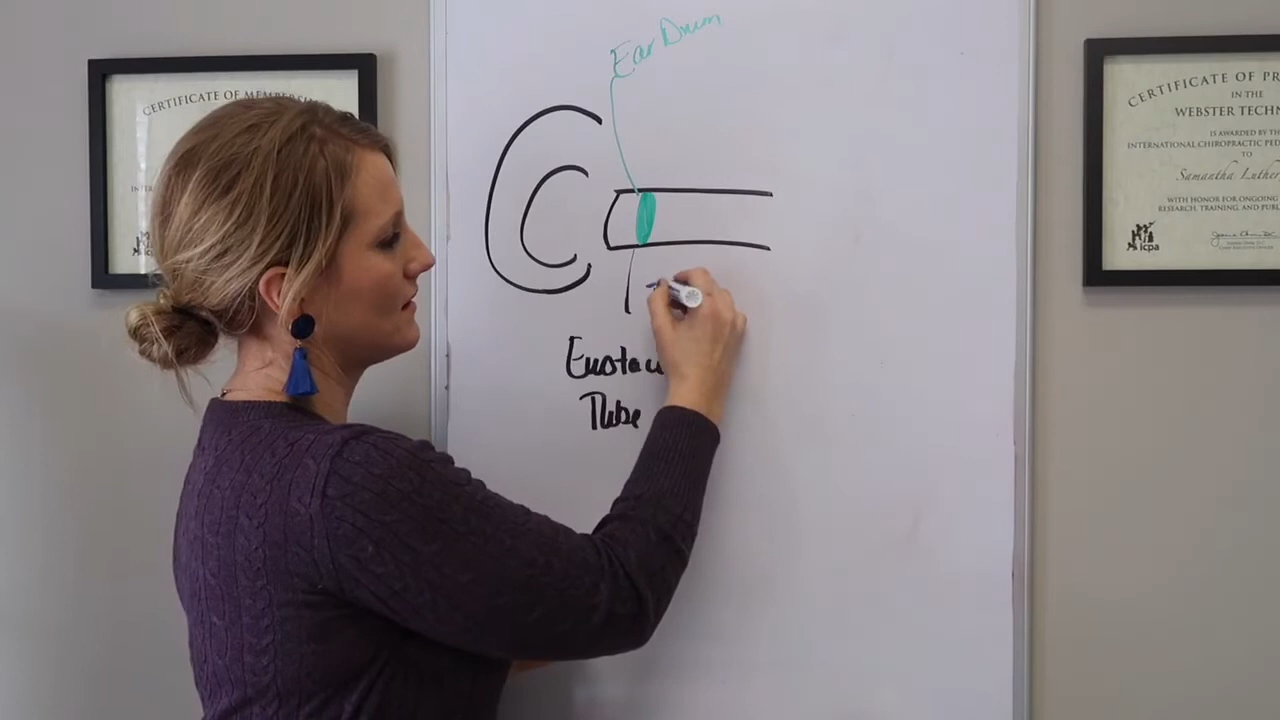 Ear Drum
CERTIFICATE OF MEMBERSHIP
CERTIFICATE OF PR
IN THE
WEBSTER TECHN
IS AWARDED BY THE
INTERNATIONAL CHIROPRACTIC PED
TO
Samantha Luther
WITH HONOR FOR ONGOING
RESEARCH, TRAINING, AND PUBL
icpa
Eustac
Tube